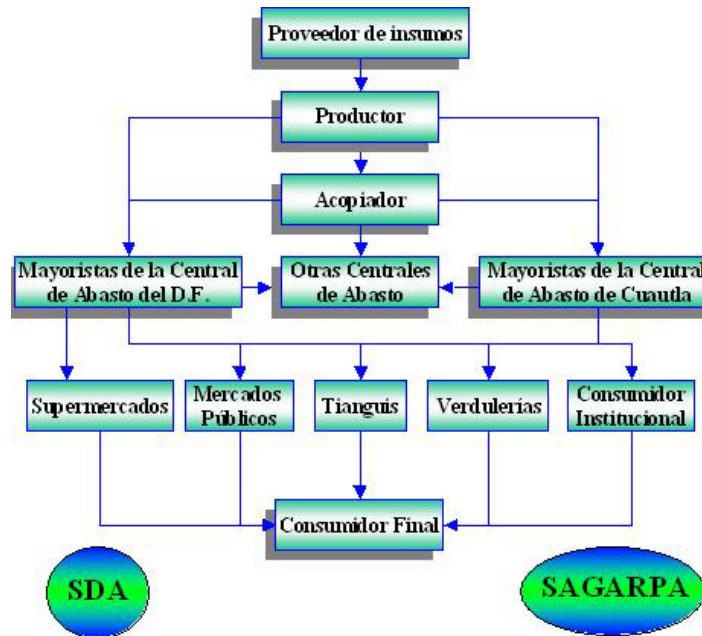 Proveedor de insumos
Productor
Acopiador
Mayoristas de la Central
de Abasto del D.F.
Otras Centrales
de Abasto
Mayoristas de la Central
de Abasto de Cuautla
Supermercados
Mercados
Públicos
Tianguis
Verdulerías
Consumidor
Institucional
Consumidor Final
SDA
SAGARPA